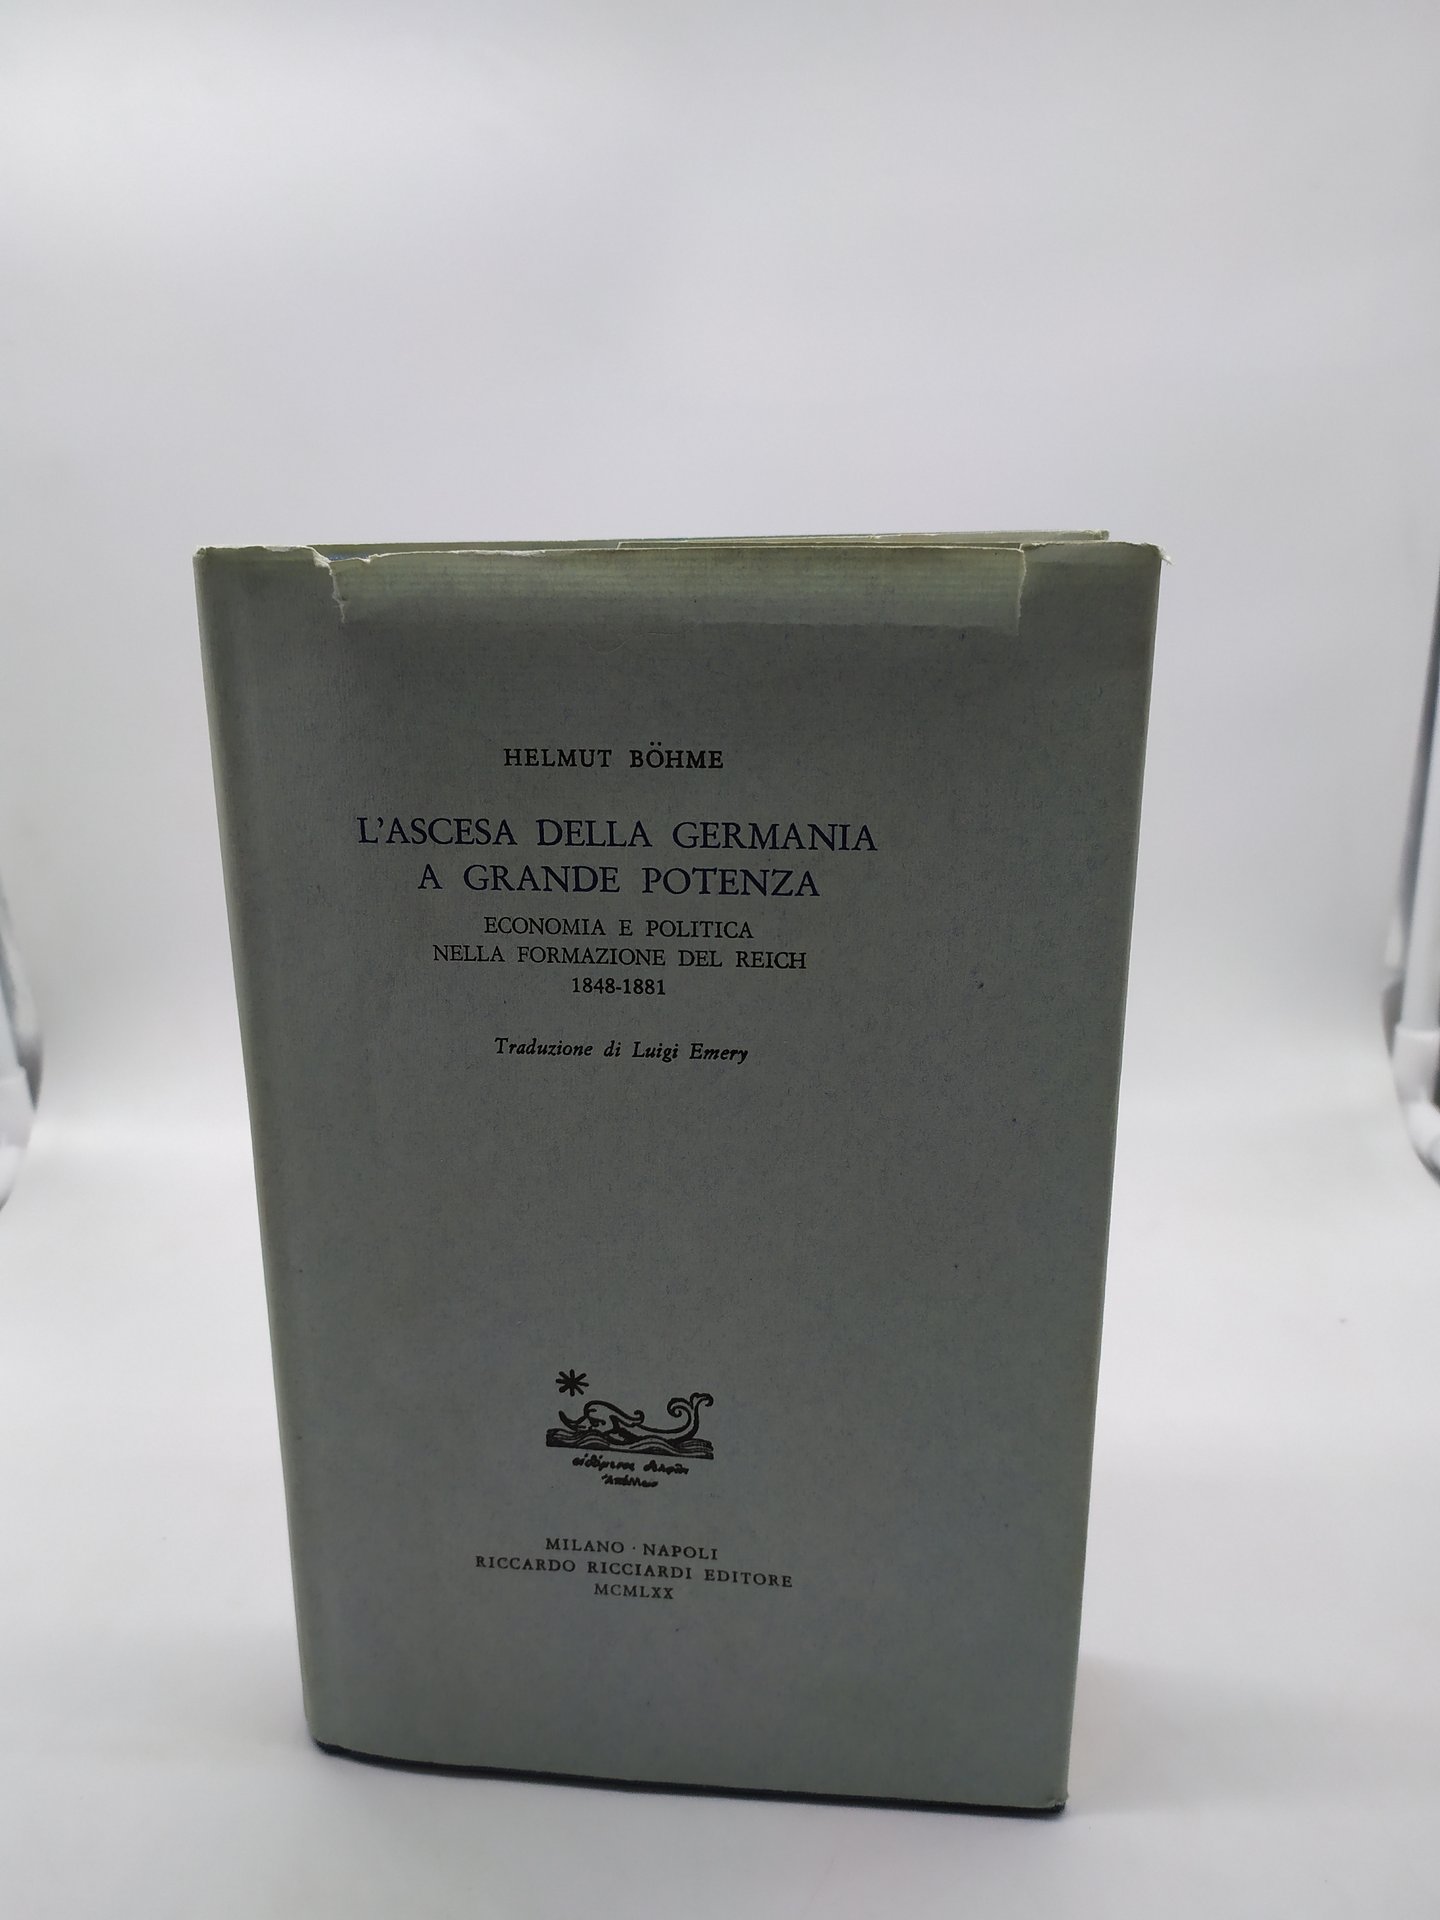 HELMUT BÖHME
L'ASCESA DELLA GERMANIA
A GRANDE POTENZA
ECONOMIA E POLITICA
NELLA FORMAZIONE DEL REICH
1848-1881
Traduzione di Luigi Emery
MILANO · NAPOLI
RICCARDO RICCIARDI EDITORE
MCMLXX